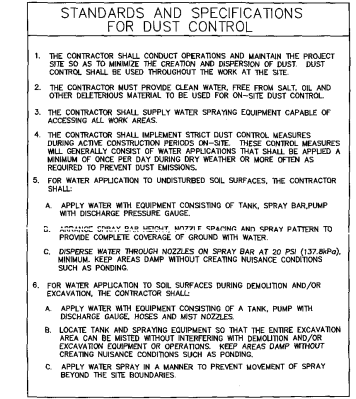 STANDARDS AND SPECIFICATIONS
FOR DUST CONTROL
1. THE CONTRACTOR SHALL CONDUCT OPERATIONS AND MAINTAIN THE PROJECT
SITE SO AS TO MINIMIZE THE CREATION AND DISPERSION OF DUST. DUST
CONTROL SHALL BE USED THROUGHOUT THE WORK AT THE SITE.
2. THE CONTRACTOR MUST PROVIDE CLEAN WATER, FREE FROM SALT, OIL AND
OTHER DELETERIOUS MATERIAL TO BE USED FOR ON-SITE DUST CONTROL.
3. THE CONTRACTOR SHALL SUPPLY WATER SPRAYING EQUIPMENT CAPABLE OF
ACCESSING ALL WORK AREAS.
4. THE CONTRACTOR SHALL IMPLEMENT STRICT DUST CONTROL MEASURES
DURING ACTIVE CONSTRUCTION PERIODS ON-SITE. THESE CONTROL MEASURES
WILL GENERALLY CONSIST OF WATER APPLICATIONS THAT SHALL BE APPLIED A
MINIMUM OF ONCE PER DAY DURING DRY WEATHER OR MORE OFTEN AS
REQUIRED TO PREVENT DUST EMISSIONS.
5. FOR WATER APPLICATION TO UNDISTURBED SOIL SURFACES, THE CONTRACTOR
SHALL:
A. APPLY WATER WITH EQUIPMENT CONSISTING OF TANK, SPRAY BAR,PUMP
WITH DISCHARGE PRESSURE GAUGE.
B. ARRANGE SPRAY BAR HEIGHT, NOZZLE SPACING AND SPRAY PATTERN TO
PROVIDE COMPLETE COVERAGE OF GROUND WITH WATER.
C. DISPERSE WATER THROUGH NOZZLES ON SPRAY BAR AT 20 PSI (137.8kPa),
MINIMUM. KEEP AREAS DAMP WITHOUT CREATING NUISANCE CONDITIONS
SUCH AS PONDING.
6. FOR WATER APPLICATION TO SOIL SURFACES DURING DEMOLITION AND/OR
EXCAVATION, THE CONTRACTOR SHALL:
A. APPLY WATER WITH EQUIPMENT CONSISTING OF A TANK, PUMP WITH
DISCHARGE GAUGE, HOSES AND MIST NOZZLES.
B. LOCATE TANK AND SPRAYING EQUIPMENT SO THAT THE ENTIRE EXCAVATION
AREA CAN BE MISTED WITHOUT INTERFERING WITH DEMOLITION AND/OR
EXCAVATION EQUIPMENT OR OPERATIONS. KEEP AREAS DAMP WITHOUT
CREATING NUISANCE CONDITIONS SUCH AS PONDING.
C. APPLY WATER SPRAY IN A MANNER TO PREVENT MOVEMENT OF SPRAY
BEYOND THE SITE BOUNDARIES.